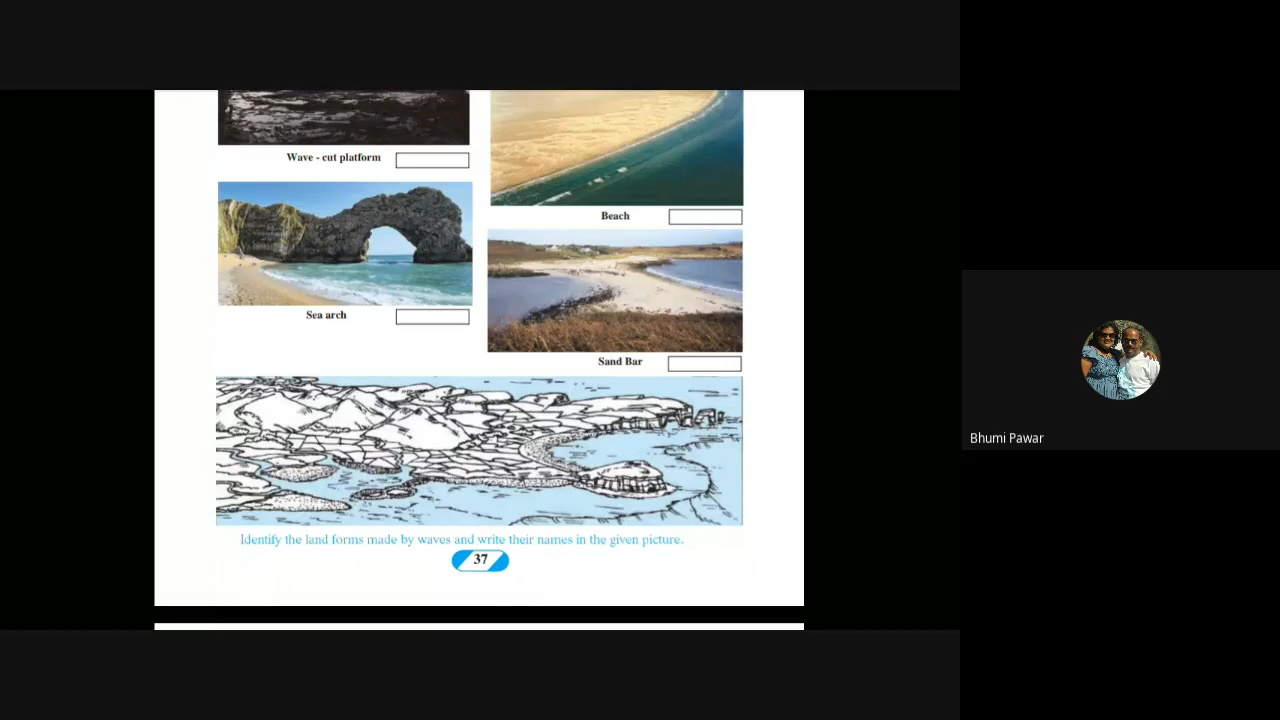 Wave - cut platform
Beach
Sea arch
Sand Bar
Identify the land forms made by waves and write their names in the given picture.
37
Bhumi Pawar